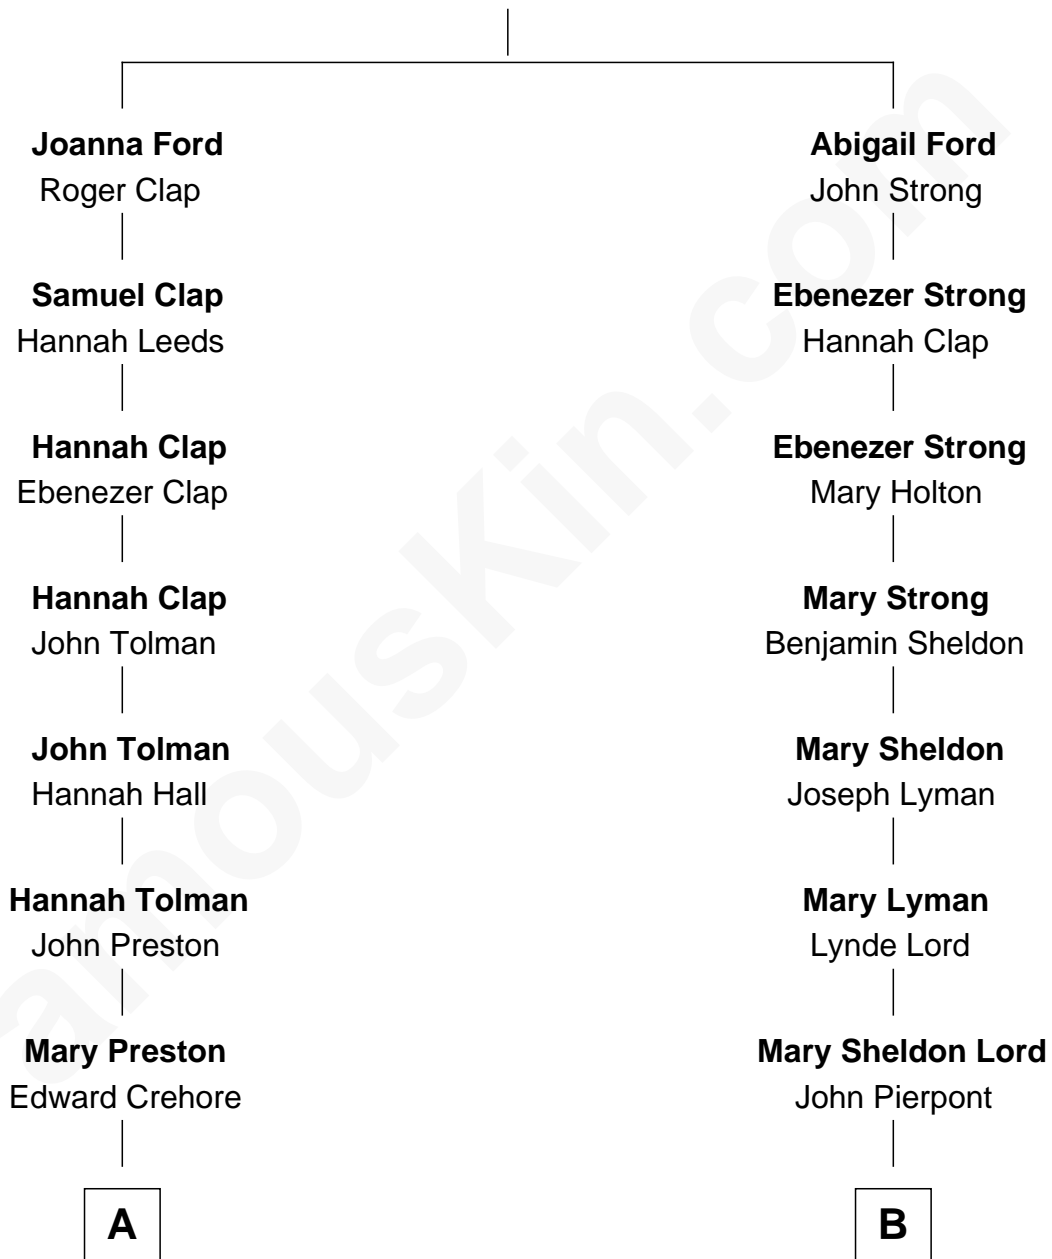 Joanna Ford
Roger Clap
Samuel Clap
Hannah Leeds
Hannah Clap
Ebenezer Clap
Hannah Clap
John Tolman
John Tolman
Hannah Hall
Hannah Tolman
John Preston
Mary Preston
Edward Crehore
A
Abigail Ford
John Strong
Ebenezer Strong
Hannah Clap
Ebenezer Strong
Mary Holton
Mary Strong
Benjamin Sheldon
Mary Sheldon
Joseph Lyman
Mary Lyman
Lynde Lord
Mary Sheldon Lord
John Pierpont
B
amousKin.com